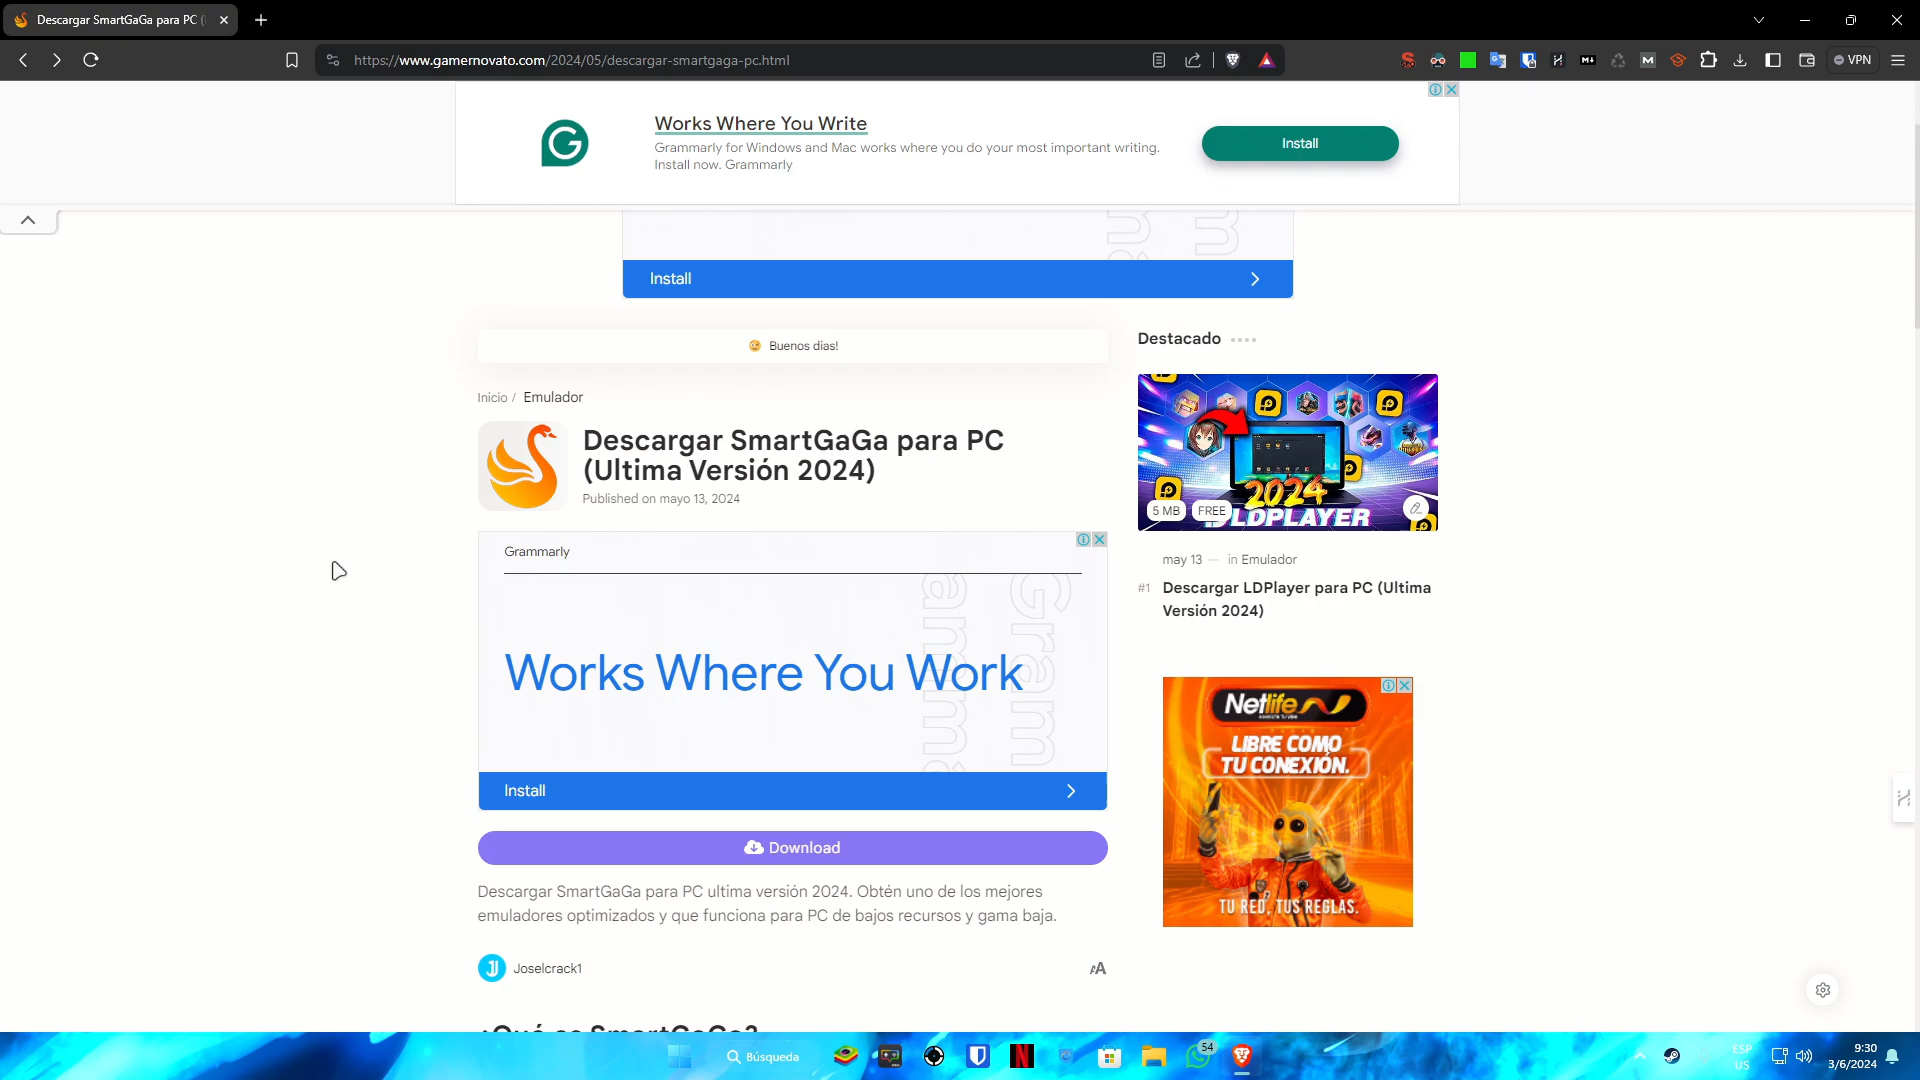 Descargar SmartGaGa para PC (
https://www.gamernovato.com/2024/05/descargar-smartgaga-pc.html
VPN
Works Where You Write
Grammarly for Windows and Mac works where you do your most important writing.
Install now. Grammarly
Install
Install
Buenos dias!
Inicio / Emulador
Descargar SmartGaGa para PC
(Ultima Versión 2024)
Published on mayo 13, 2024
Grammarly
Works Where You Work
Install
Download
Descargar SmartGaGa para PC ultima versión 2024. Obtén uno de los mejores
emuladores optimizados y que funciona para PC de bajos recursos y gama baja.
Joselcrack1
¿Qué es SmartGaGa?
Destacado
2024
LDPLAYER
5 MB FREE
may 13 — in Emulador
#1 Descargar LDPlayer para PC (Ultima
Versión 2024)
Netlife
LIBRE COMO
TU CONEXIÓN.
TU RED, TUS REGLAS.
Búsqueda
54
ESP
US
9:30
3/6/2024